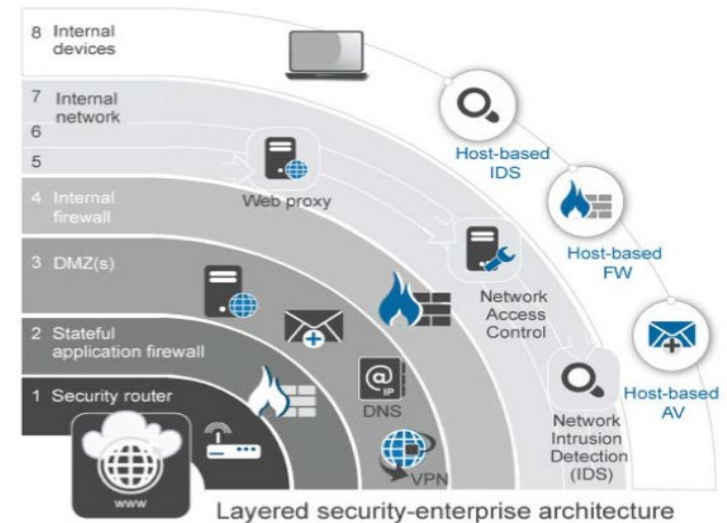 8 Internal
devices
7 Internal
network
6
5
4 Internal
firewall
3 DMZ(s)
2 Stateful
application firewall
1 Security router
www
Web proxy
Host-based
IDS
Host-based
FW
Network
Access
Control
@
IP
DNS
VPN
Host-based
AV
Network
Intrusion
Detection
(IDS)
Layered security-enterprise architecture